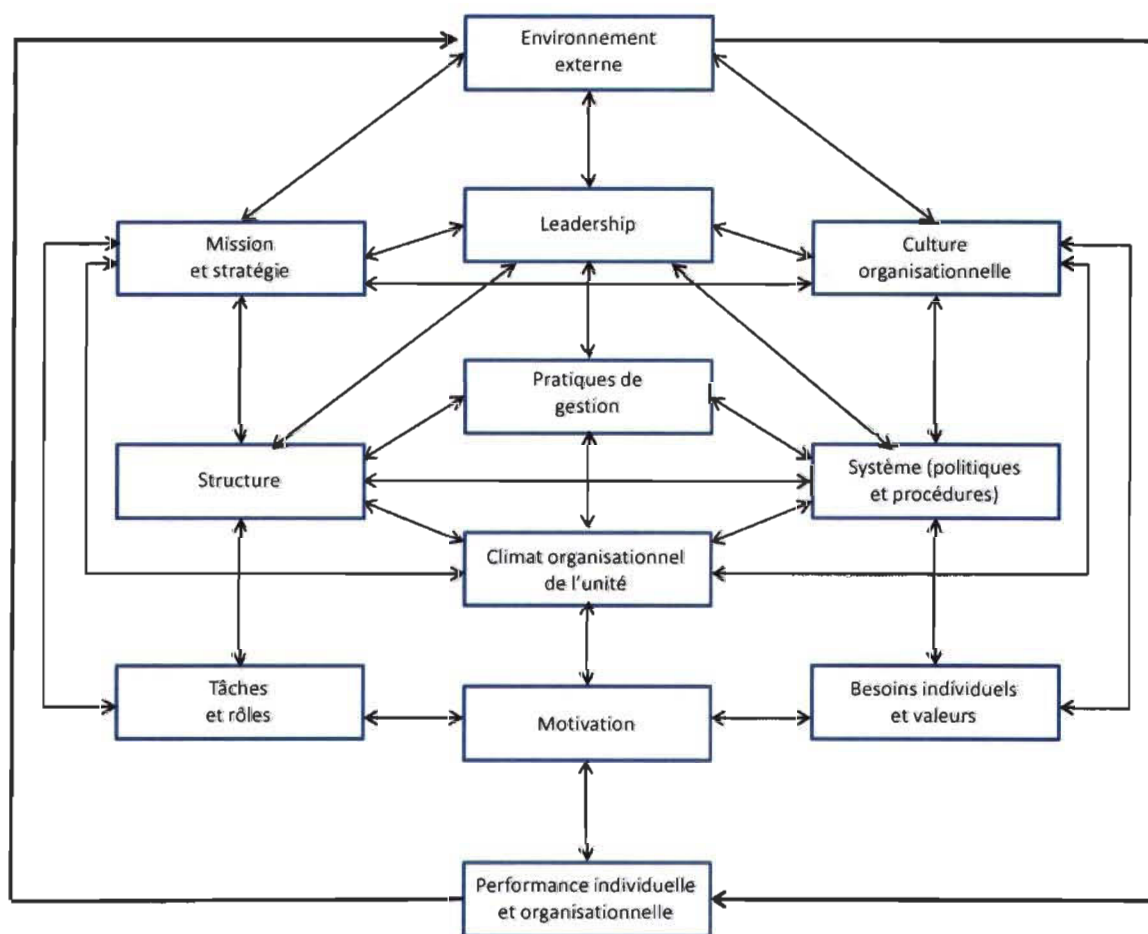 Environnement
externe
Leadership
Mission
et stratégie
Culture
organisationnelle
Pratiques de
gestion
Structure
Système (politiques
et procédures)
Climat organisationnel
de l'unité
Tâches
et rôles
Motivation
Besoins individuels
et valeurs
Performance individuelle
et organisationnelle